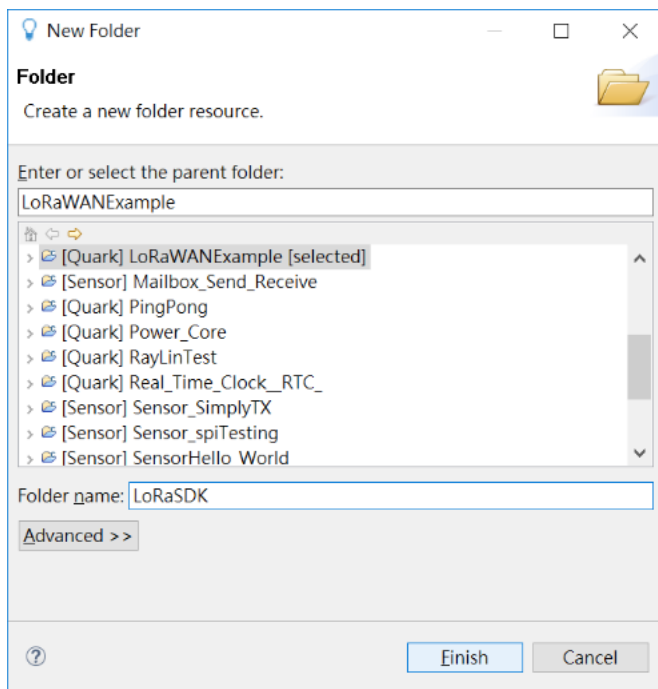 New Folder
Folder
Create a new folder resource.
Enter or select the parent folder:
LoRaWANExample
[Quark] LoRaWANExample [selected]
[Sensor] Mailbox_Send_Receive
[Quark] PingPong
[Quark] Power_Core
[Quark] RayLinTest
[Quark] Real_Time_Clock__RTC_
[Sensor] Sensor_SimplyTX
[Sensor] Sensor_spiTesting
[Sensor] SensorHello_World
Folder name: LoRaSDK
Advanced >>
Finish Cancel